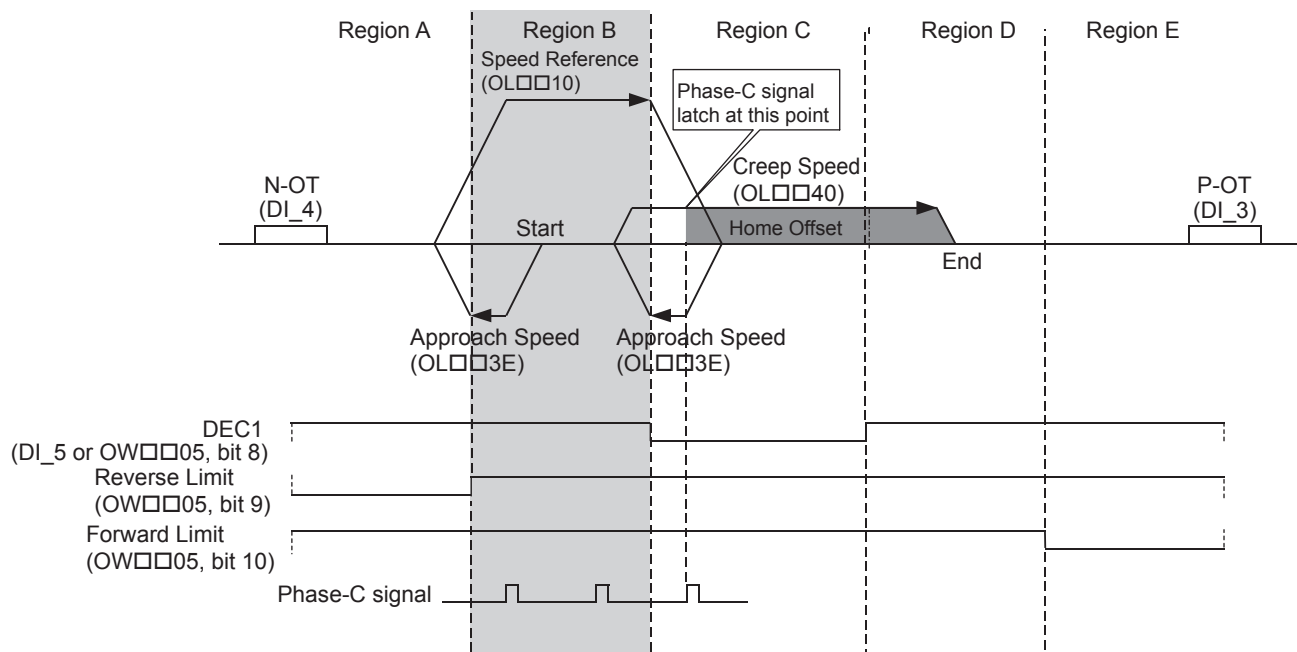 Region A
Region B
Region C
Region D
Region E
Speed Reference
(OL□□10)
Phase-C signal
latch at this point
Creep Speed
(OL□□40)
N-OT
(DI_4)
P-OT
(DI_3)
Start
Home Offset
End
Approach Speed
(OL□□3E)
Approach Speed
(OL□□3E)
DEC1
(DI_5 or OW□□05, bit 8)
Reverse Limit
(OW□□05, bit 9)
Forward Limit
(OW□□05, bit 10)
Phase-C signal